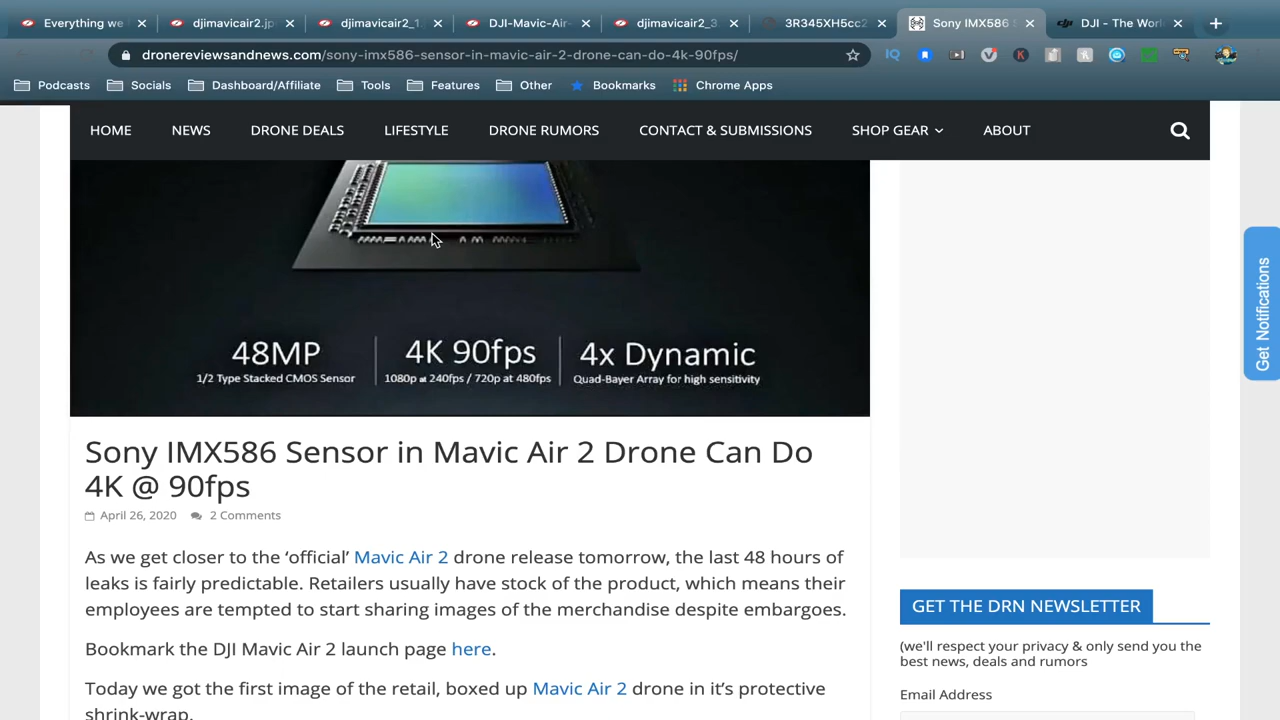 Everything we
djimavicair2.jp
djimavicair2_1.
DJI-Mavic-Air-
djimavicair2_3
3R345XH5cc2
Sony IMX586
DJI - The Worl
dronereviewsandnews.com/sony-imx586-sensor-in-mavic-air-2-drone-can-do-4k-90fps/
Podcasts
Socials
Dashboard/Affiliate
Tools
Features
Other
Bookmarks
Chrome Apps
HOME
NEWS
DRONE DEALS
LIFESTYLE
DRONE RUMORS
CONTACT & SUBMISSIONS
SHOP GEAR
ABOUT
48MP
1/2 Type Stacked CMOS Sensor
4K 90fps
1080p at 240fps / 720p at 480fps
4x Dynamic
Quad-Bayer Array for high sensitivity
Sony IMX586 Sensor in Mavic Air 2 Drone Can Do
4K @ 90fps
April 26, 2020
2 Comments
As we get closer to the ‘official’ Mavic Air 2 drone release tomorrow, the last 48 hours of
leaks is fairly predictable. Retailers usually have stock of the product, which means their
employees are tempted to start sharing images of the merchandise despite embargoes.
Bookmark the DJI Mavic Air 2 launch page here.
Today we got the first image of the retail, boxed up Mavic Air 2 drone in it’s protective
shrink-wrap.
Get Notifications
GET THE DRN NEWSLETTER
(we'll respect your privacy & only send you the
best news, deals and rumors
Email Address